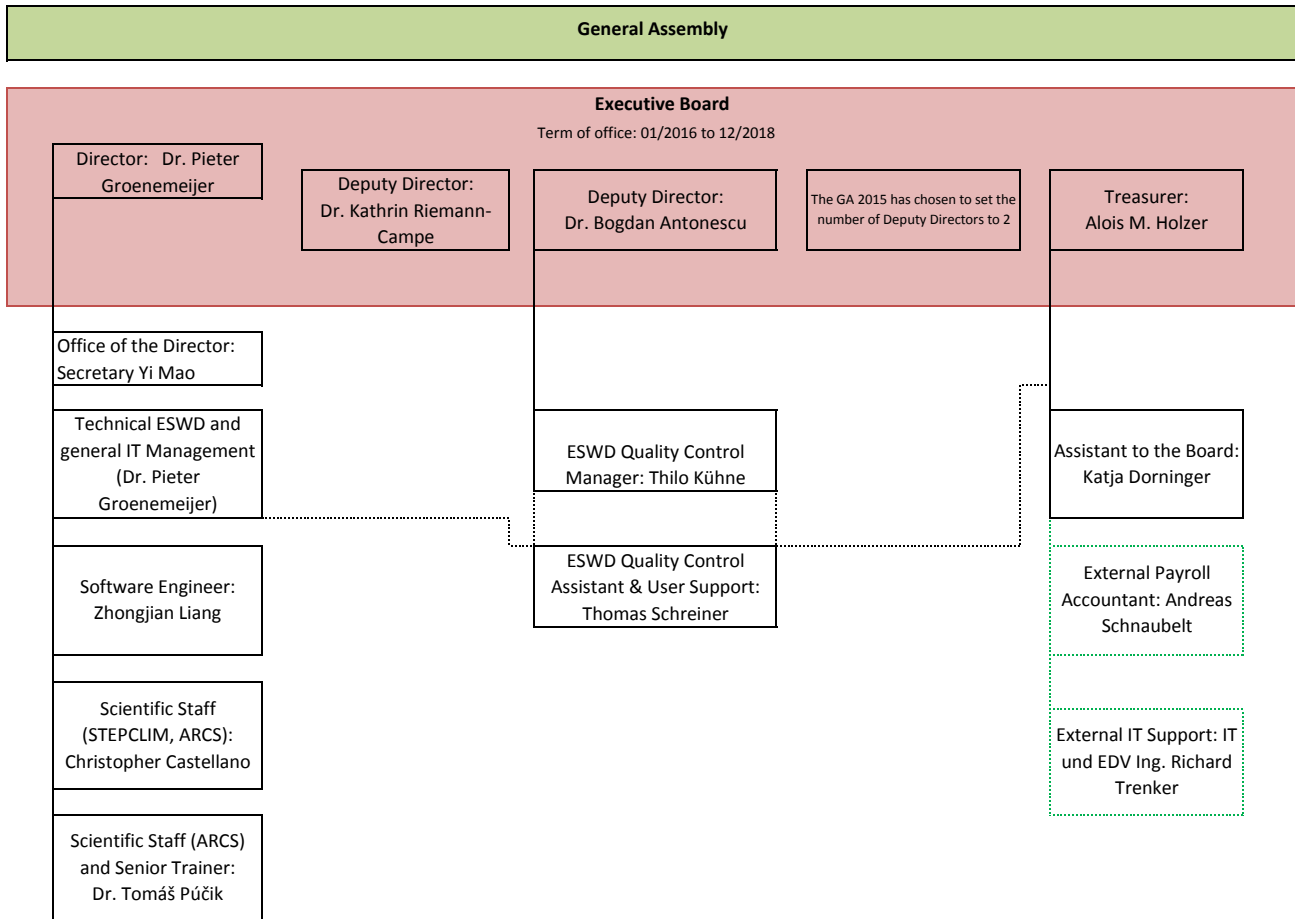 General Assembly
Executive Board
Term of office: 01/2016 to 12/2018
Director: Dr. Pieter
Groenemeijer
Deputy Director:
Dr. Kathrin Riemann-
Campe
Deputy Director:
Dr. Bogdan Antonescu
The GA 2015 has chosen to set the
number of Deputy Directors to 2
Treasurer:
Alois M. Holzer
Office of the Director:
Secretary Yi Mao
Technical ESWD and
general IT Management
(Dr. Pieter
Groenemeijer)
ESWD Quality Control
Manager: Thilo Kühne
Assistant to the Board:
Katja Dorninger
Software Engineer:
Zhongjian Liang
ESWD Quality Control
Assistant & User Support:
Thomas Schreiner
External Payroll
Accountant: Andreas
Schnaubelt
Scientific Staff
(STEPCLIM, ARCS):
Christopher Castellano
External IT Support: IT
und EDV Ing. Richard
Trenker
Scientific Staff (ARCS)
and Senior Trainer:
Dr. Tomáš Púčik